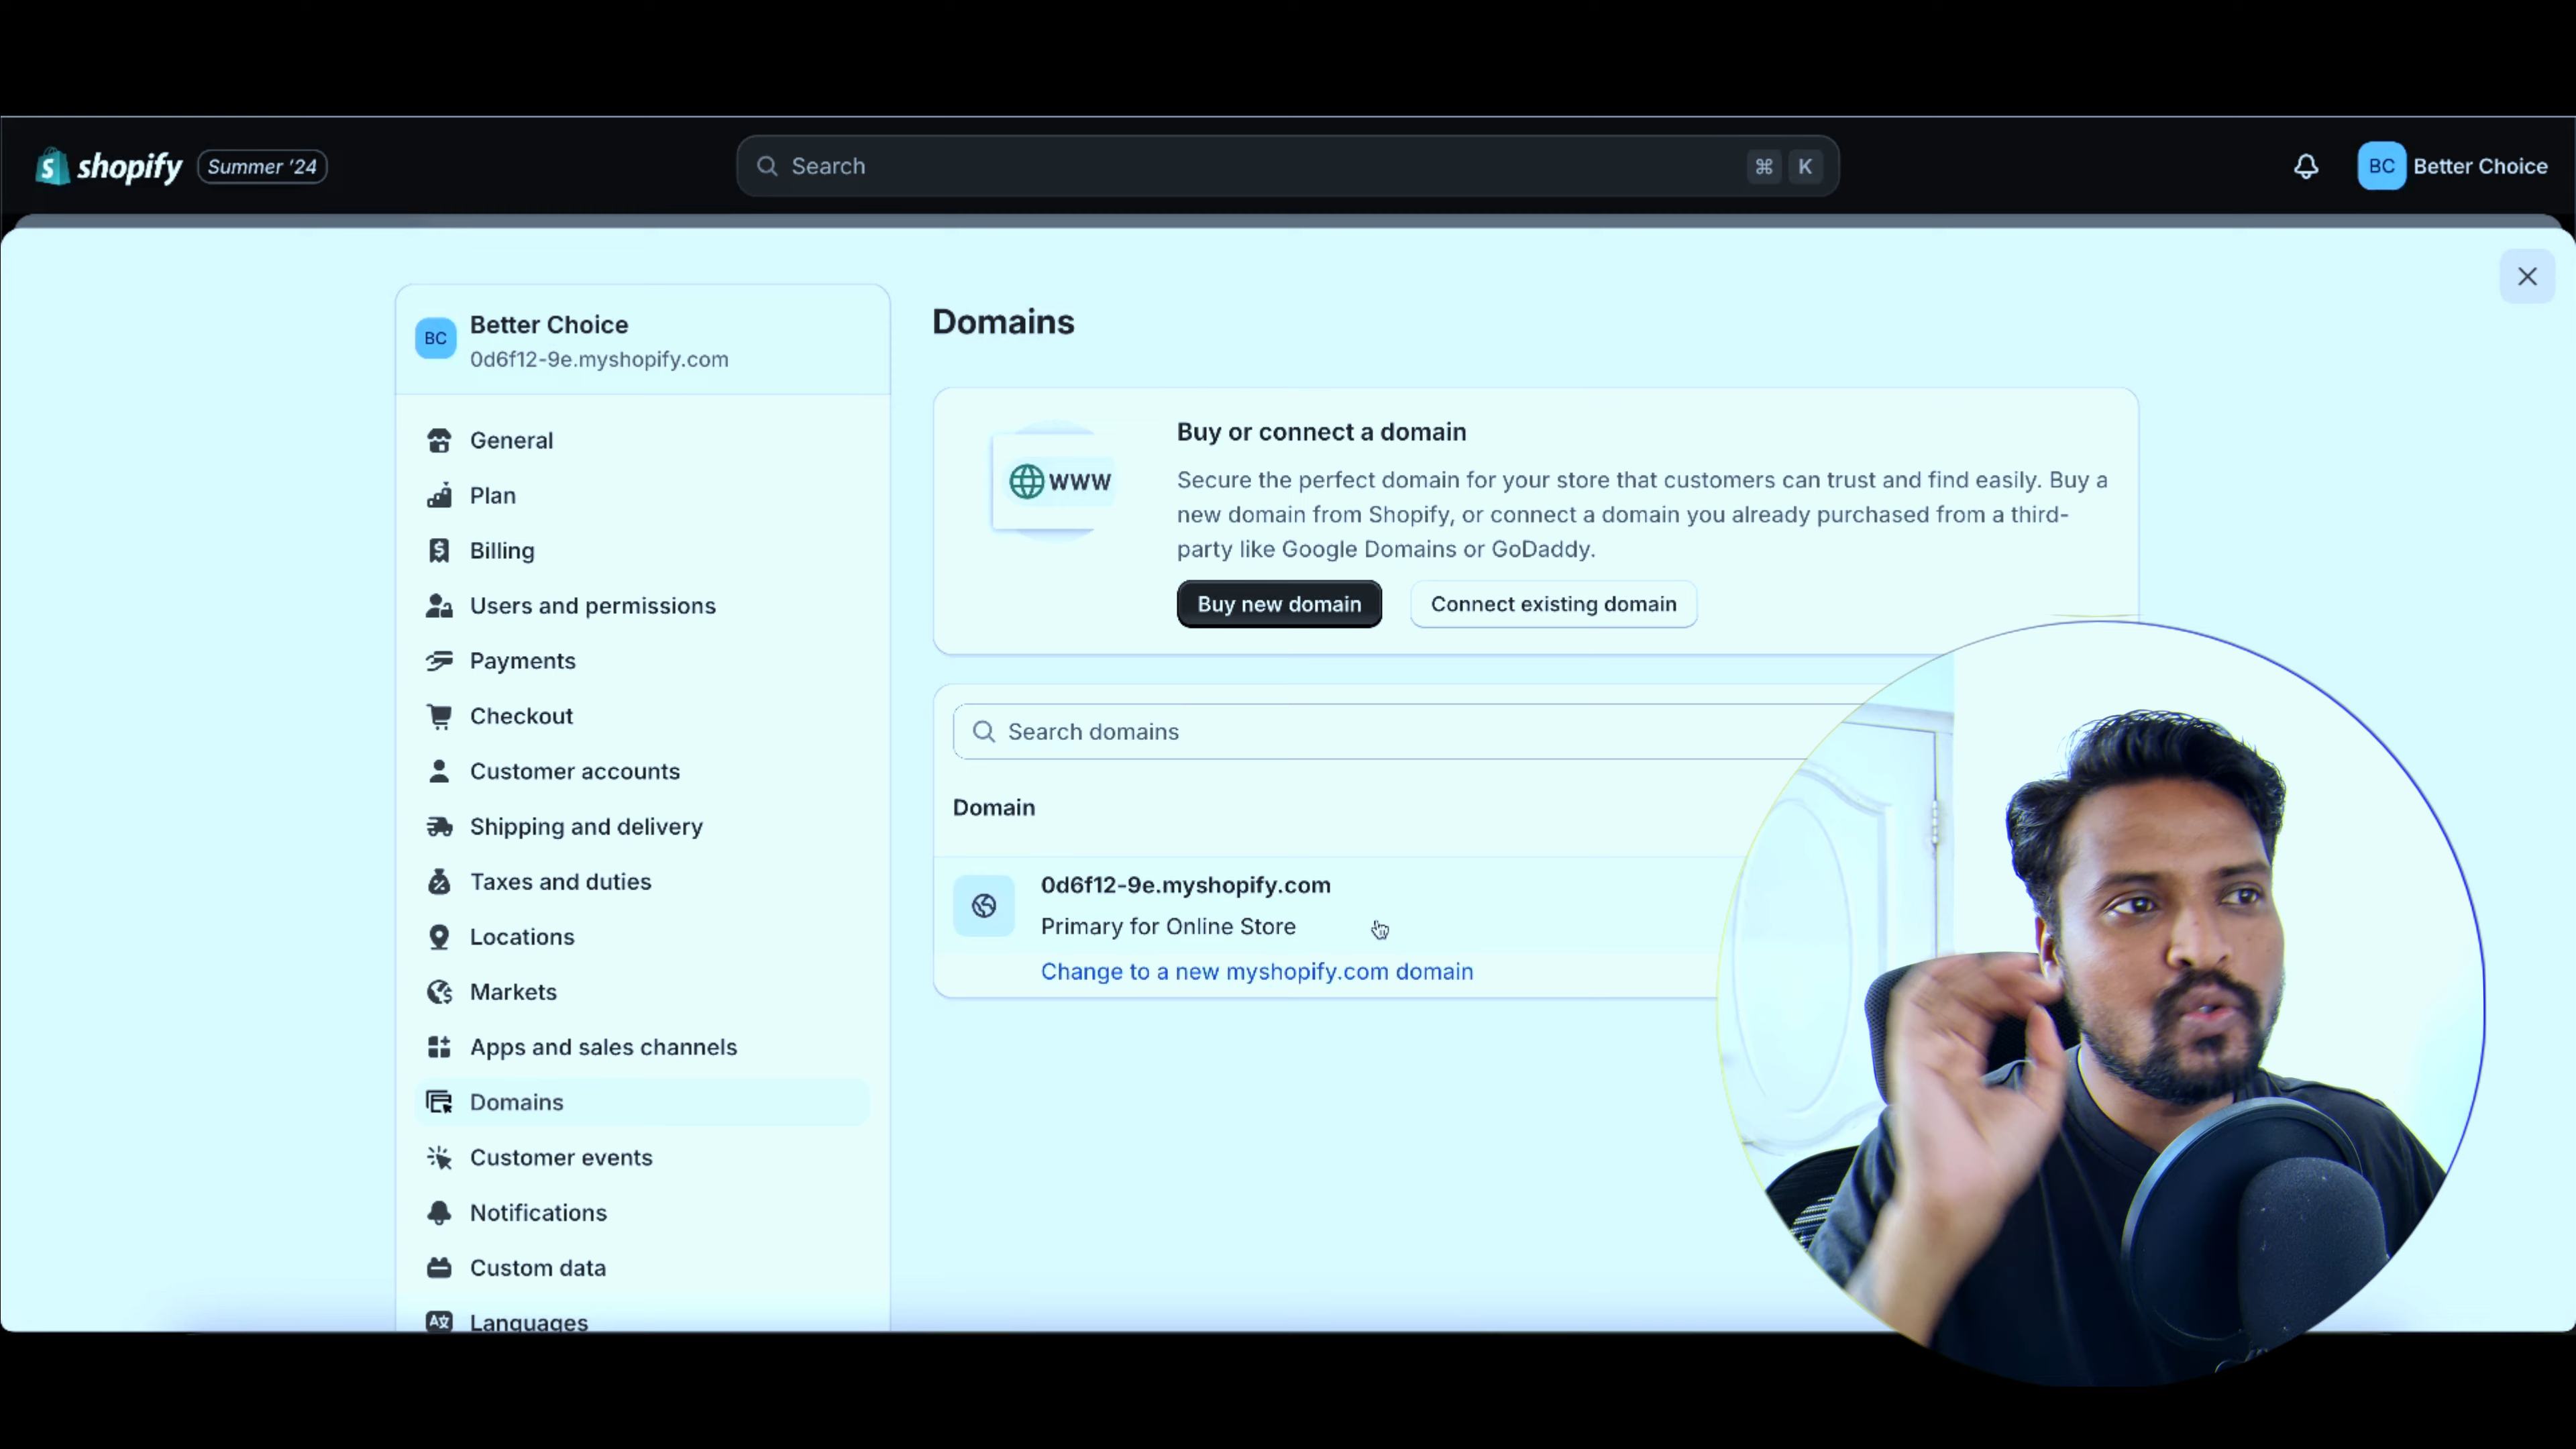 shopify
Summer '24
Search
⌘ K
BC
Better Choice
BC
Better Choice
0d6f12-9e.myshopify.com
General
Plan
Billing
Users and permissions
Payments
Checkout
Customer accounts
Shipping and delivery
Taxes and duties
Locations
Markets
Apps and sales channels
Domains
Customer events
Notifications
Custom data
Languages
Domains
WWW
Buy or connect a domain
Secure the perfect domain for your store that customers can trust and find easily. Buy a
new domain from Shopify, or connect a domain you already purchased from a third-
party like Google Domains or GoDaddy.
Buy new domain
Connect existing domain
Search domains
Domain
0d6f12-9e.myshopify.com
Primary for Online Store
Change to a new myshopify.com domain